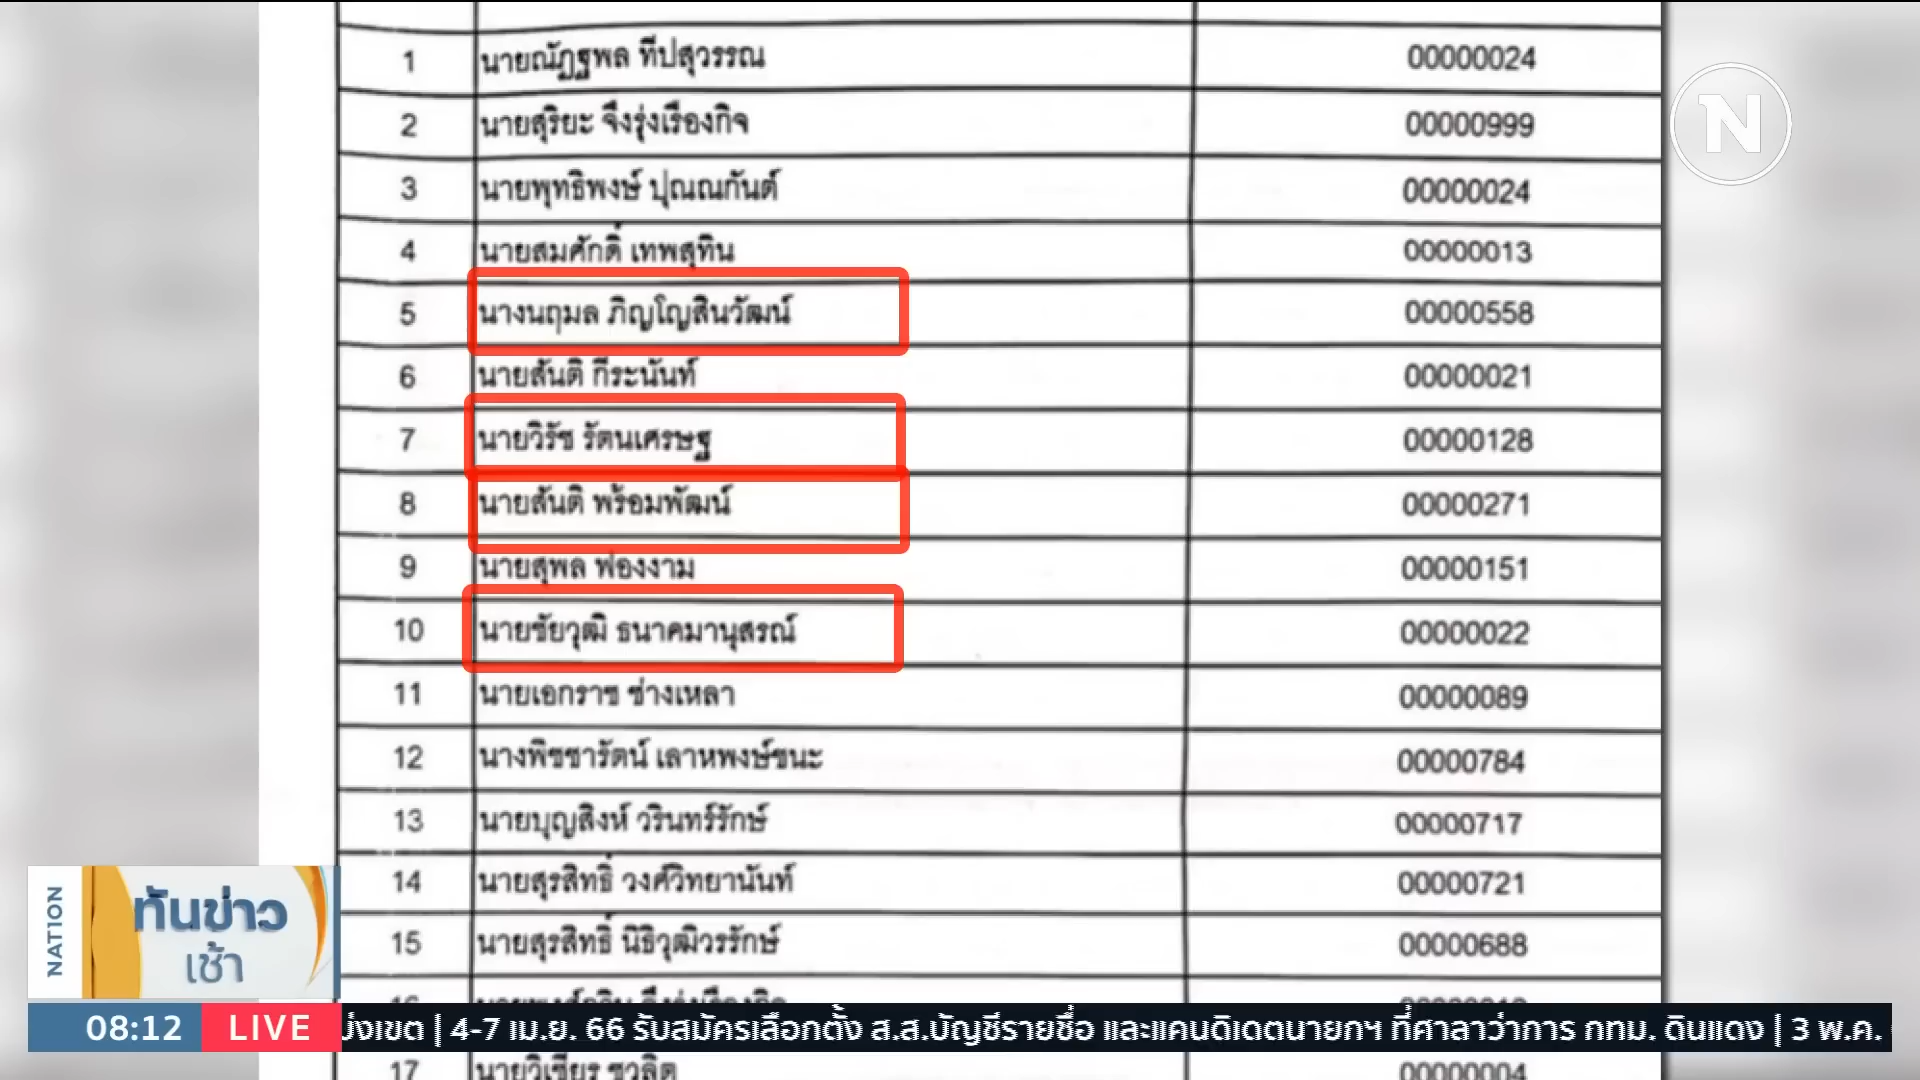 1 นายณัฏฐพล ทีปสุวรรณ 00000024
2 นายสุริยะ จึงรุ่งเรืองกิจ 00000999
3 นายพุทธิพงษ์ ปุณณกันต์ 00000024
4 นายสมศักดิ์ เทพสุทิน 00000013
5 นางนฤมล ภิญโญสินวัฒน์ 00000558
6 นายสันติ กีระนันทน์ 00000021
7 นายวิรัช รัตนเศรษฐ 00000128
8 นายสันติ พร้อมพัฒน์ 00000271
9 นายสุพล ฟองงาม 00000151
10 นายชัยวุฒิ ธนาคมานุสรณ์ 00000022
11 นายเอกราช ช่างเหลา 00000089
12 นางพิชชารัตน์ เลาหพงษ์ชนะ 00000784
13 นายบุญสิงห์ วรินทร์รักษ์ 00000717
14 นายสุรสิทธิ์ วงศ์วิทยานันท์ 00000721
15 นายสุรสิทธิ์ นิธิวุฒิวรรักษ์ 00000688
17 นายวิเชียร ชวลิต 00000004
N
NATION
ทันข่าว
เช้า
08:12 LIVE บ่งเขต | 4-7 เม.ย. 66 รับสมัครเลือกตั้ง ส.ส.บัญชีรายชื่อ และแคนดิเดตนายกฯ ที่ศาลาว่าการ กทม. ดินแดง | 3 พ.ค.